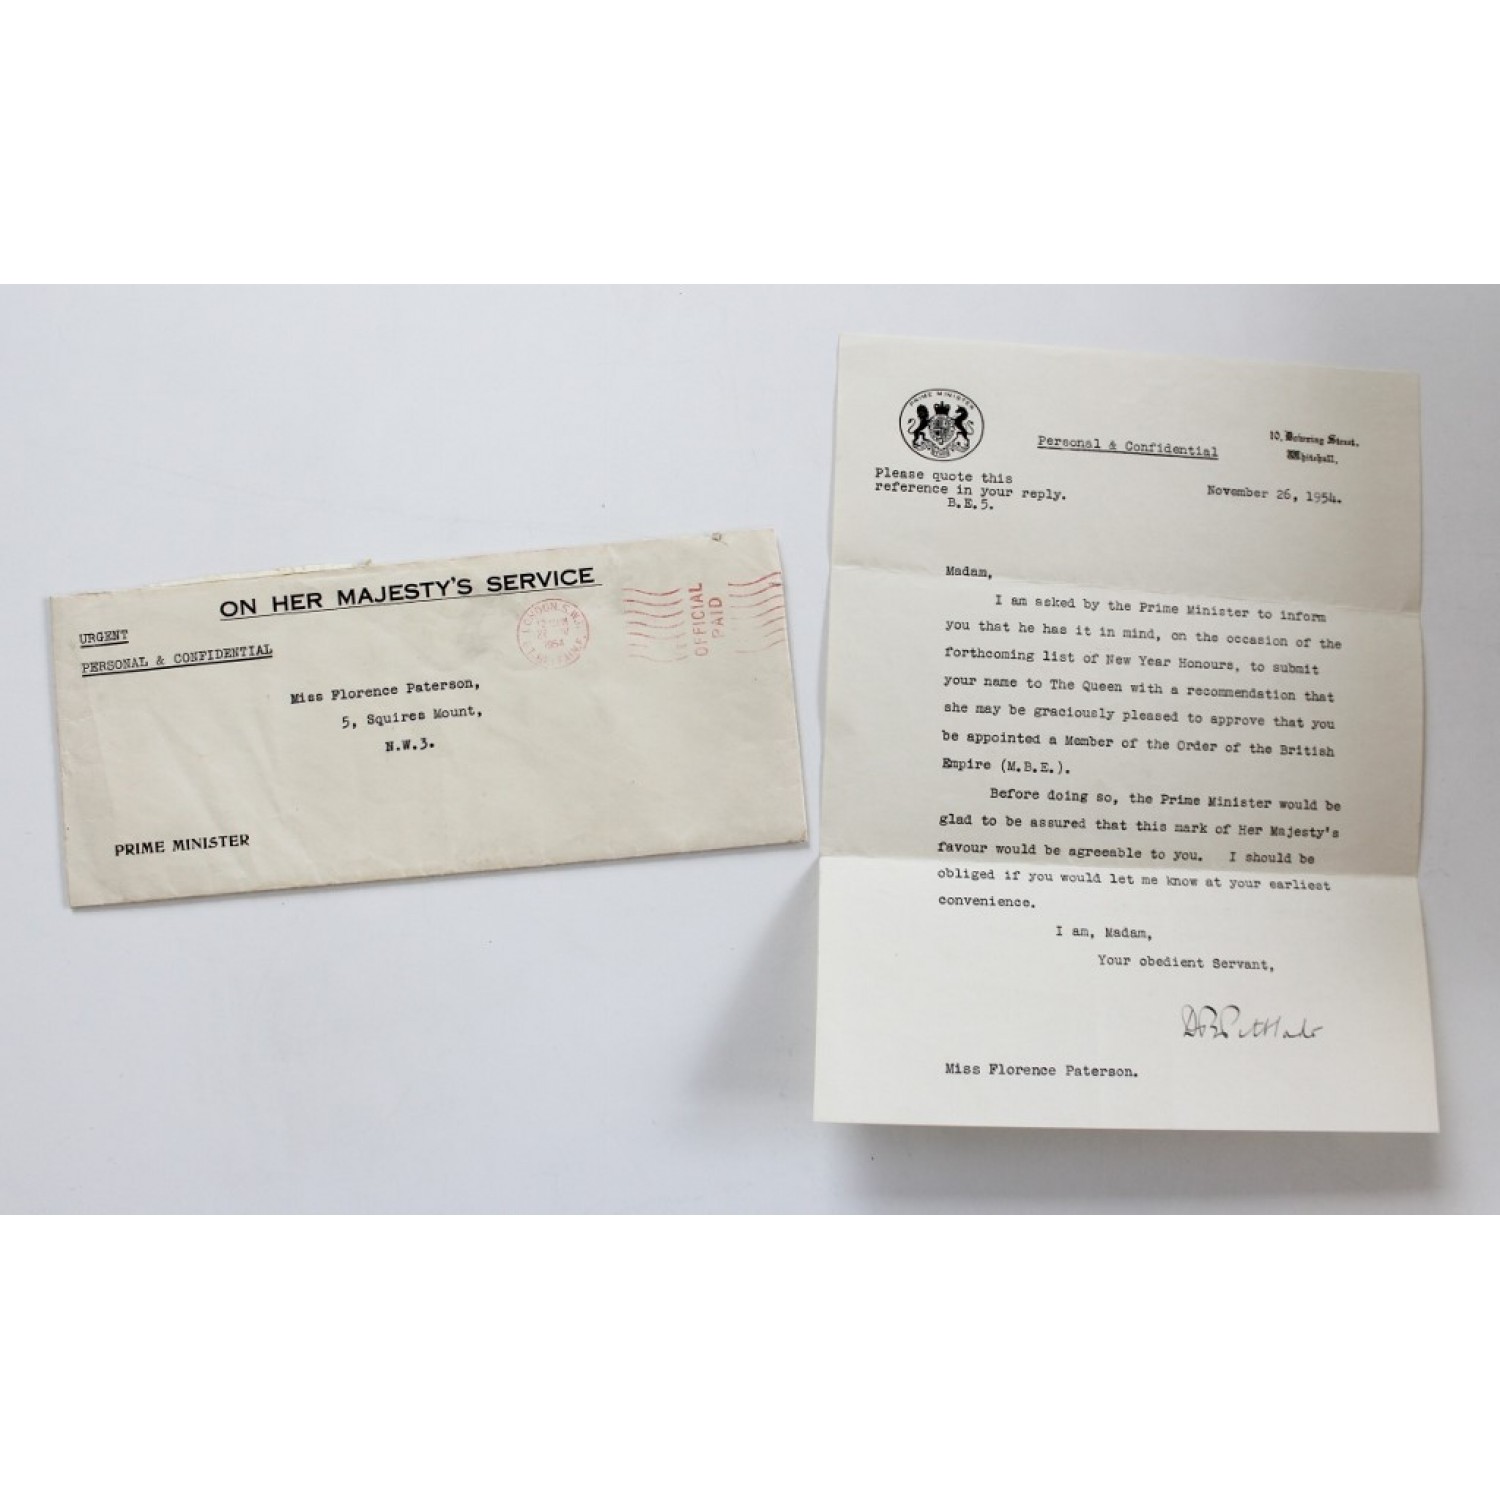 ON HER MAJESTY'S SERVICE
URGENT
PERSONAL & CONFIDENTIAL
LONDON. S.W.
1954
OFFICIAL
PAID
Miss Florence Paterson,
5, Squires Mount,
N.W.3.
PRIME MINISTER
PRIME MINISTER
Personal & Confidential
10, Downing Street,
Whitehall.
Please quote this
reference in your reply.
B.E.5.
November 26, 1954.
Madam,
I am asked by the Prime Minister to inform
you that he has it in mind, on the occasion of the
forthcoming list of New Year Honours, to submit
your name to The Queen with a recommendation that
she may be graciously pleased to approve that you
be appointed a Member of the Order of the British
Empire (M.B.E.).
Before doing so, the Prime Minister would be
glad to be assured that this mark of Her Majesty's
favour would be agreeable to you. I should be
obliged if you would let me know at your earliest
convenience.
I am, Madam,
Your obedient Servant,
Miss Florence Paterson.